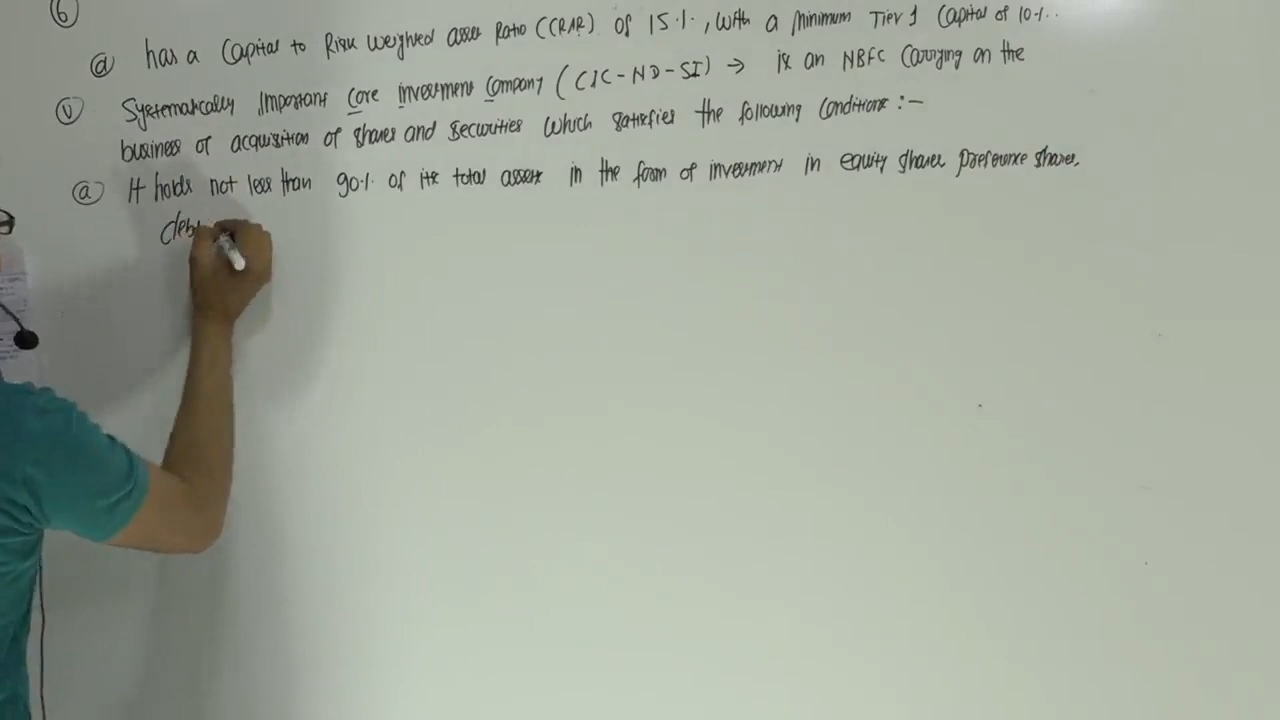 6
d has a Capital to Risk weighted asset Ratio (CRAR) of 15%, with a minimum Tier 1 Capital of 10%.
V Systematically Important Core investment Company (CIC-ND-SI) → is an NBFC Carrying on the
business of acquisition of shares and securities which satisfies the following Conditions :-
a It holds not less than 90% of its total assets in the form of investment in equity shares preference shares,
deb